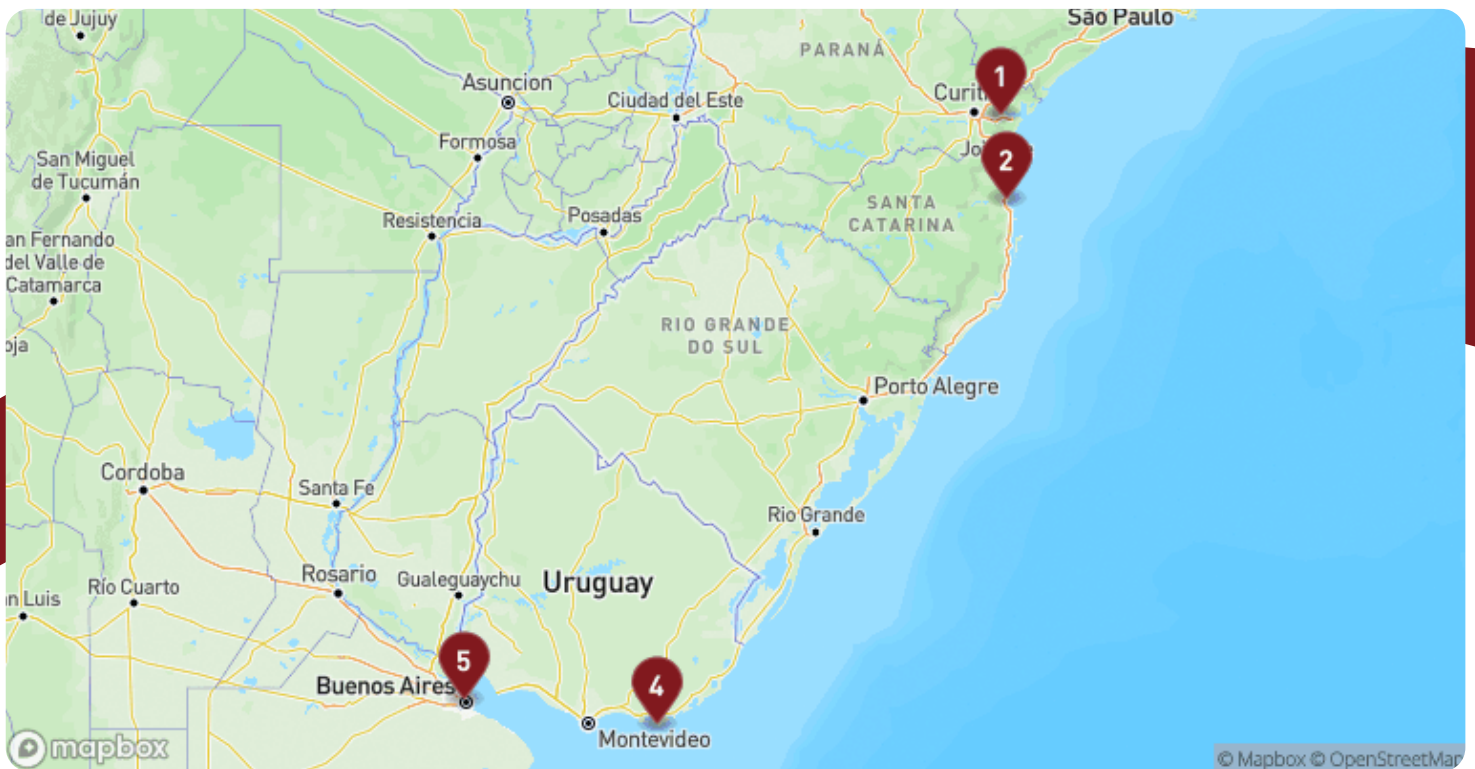 de Jujuy
São Paulo
PARANÁ
1
Asuncion
Curit
Ciudad del Este
Formosa
Jo
2
San Miguel
de Tucumán
SANTA
CATARINA
Resistencia
Posadas
an Fernando
del Valle de
Catamarca
RIO GRANDE
DO SUL
oja
Porto Alegre
Cordoba
Santa Fe
Rio Grande
Rosario
Gualeguaychu
Uruguay
Río Cuarto
n Luis
5
4
Buenos Aires
Montevideo
mapbox
© Mapbox © OpenStreetMap